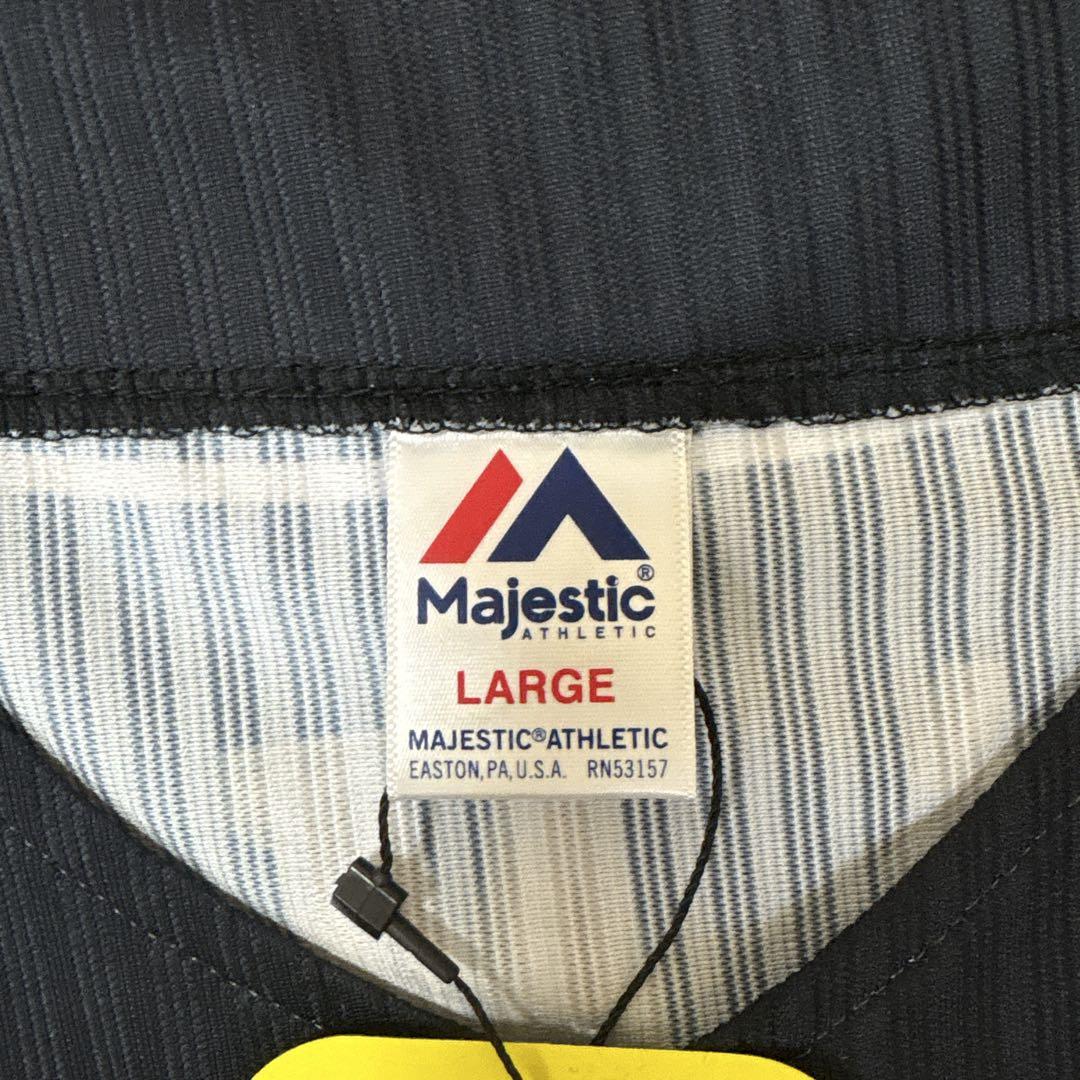 Majestic®
ATHLETIC
LARGE
MAJESTIC®ATHLETIC
EASTON, PA, U.S.A. RN53157